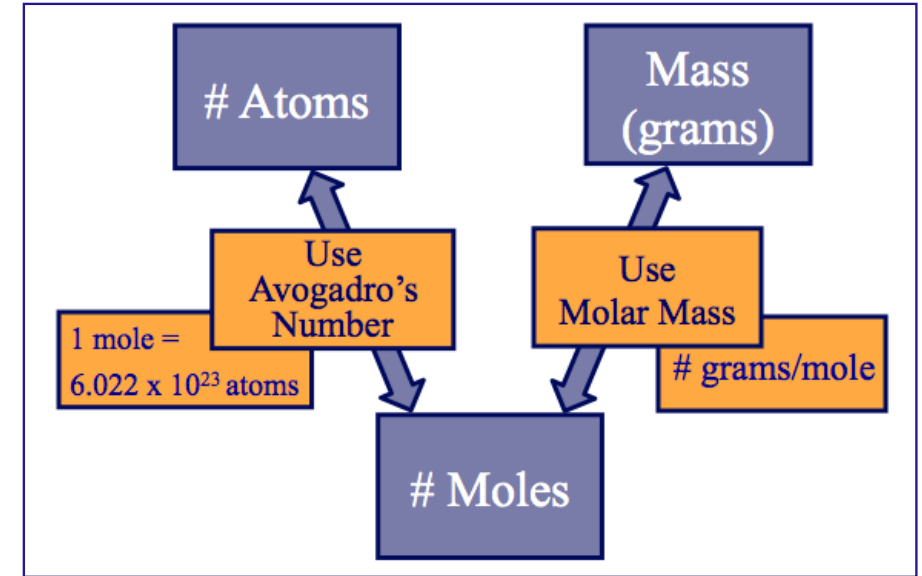 # Atoms
Mass
(grams)
Use
Avogadro's
Number
Use
Molar Mass
1 mole =
6.022 x 10²³ atoms
# grams/mole
# Moles